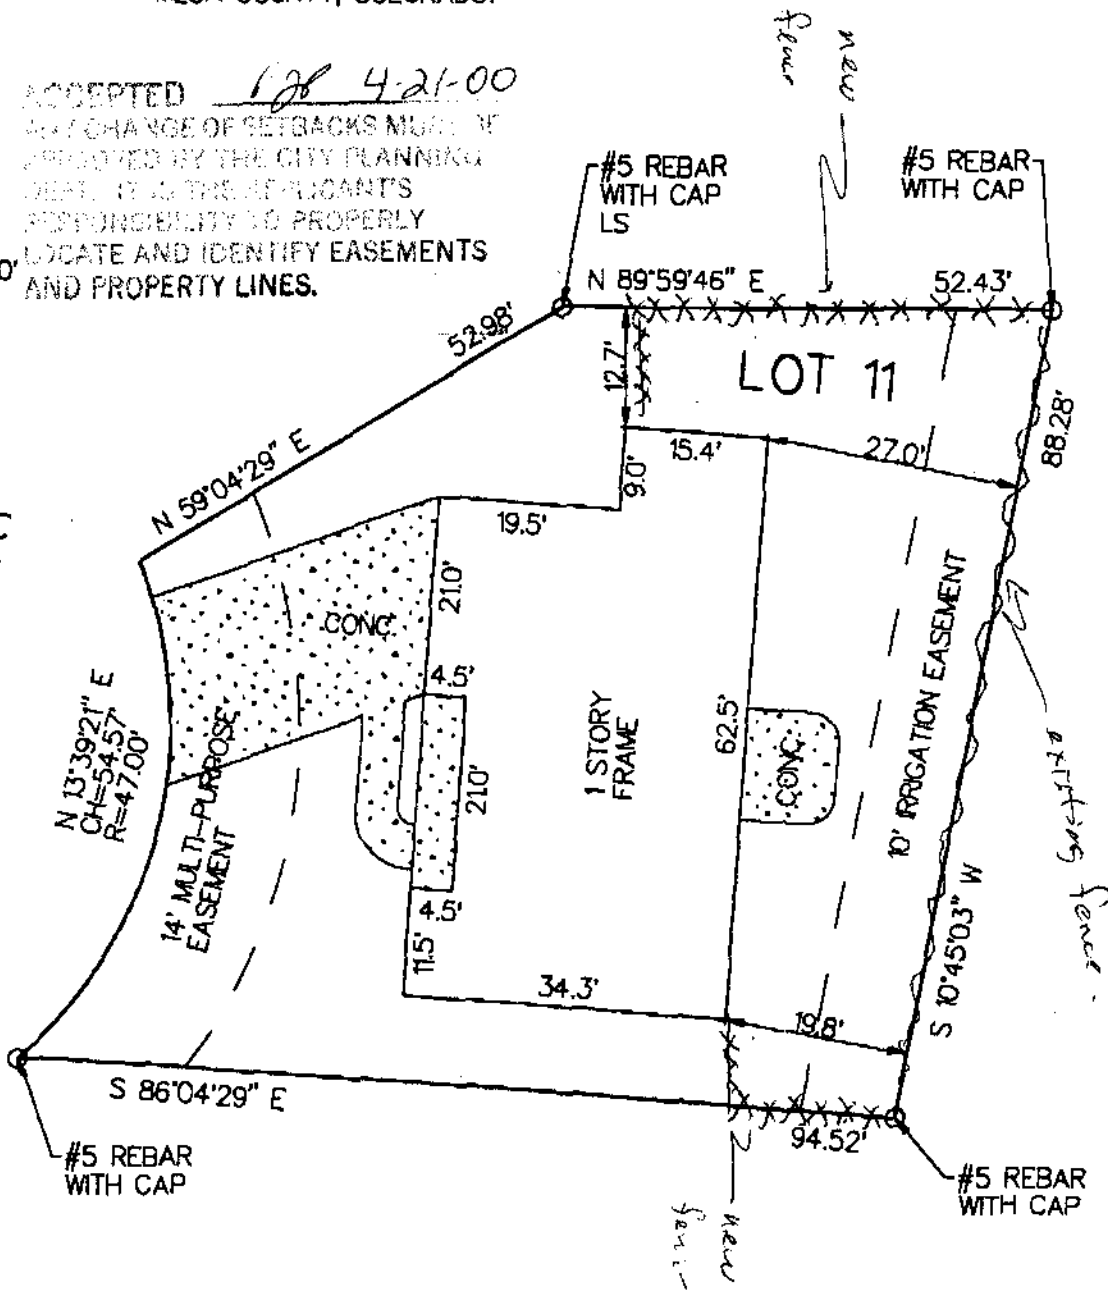 ACCEPTED 4-21-00
ANY CHANGE OF SETBACKS MUST BE
APPROVED BY THE CITY PLANNING
DEPT. IT IS THE APPLICANT'S
RESPONSIBILITY TO PROPERLY
LOCATE AND IDENTIFY EASEMENTS
AND PROPERTY LINES.
new
#5 REBAR
WITH CAP
LS
#5 REBAR
WITH CAP
N 89°59'46" E
52.43'
52.98'
N 59°04'29" E
12.7'
LOT 11
88.28'
15.4'
27.0'
9.0'
19.5'
21.0'
CONC.
4.5'
N 13°39'21" E
CH=54.57'
R=47.00'
14' MULTI-PURPOSE
EASEMENT
21.0'
1 STORY
FRAME
62.5'
CONC.
10' IRRIGATION EASEMENT
existing fence
4.5'
11.5'
34.3'
19.8'
S 10°45'03" W
S 86°04'29" E
94.52'
#5 REBAR
WITH CAP
#5 REBAR
WITH CAP
new